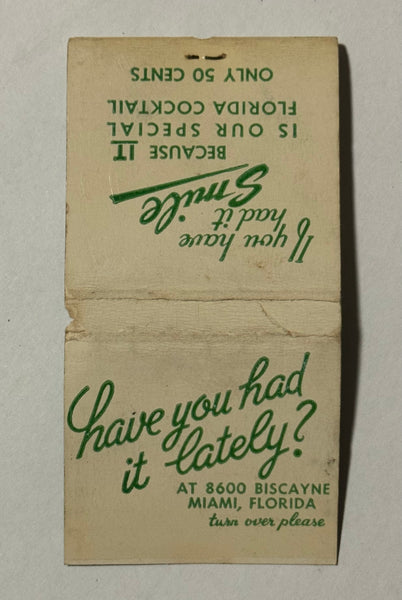 have you had
it lately?
AT 8600 BISCAYNE
MIAMI, FLORIDA
turn over please
If you have
had it
Smile
BECAUSE IT
IS OUR SPECIAL
FLORIDA COCKTAIL
ONLY 50 CENTS